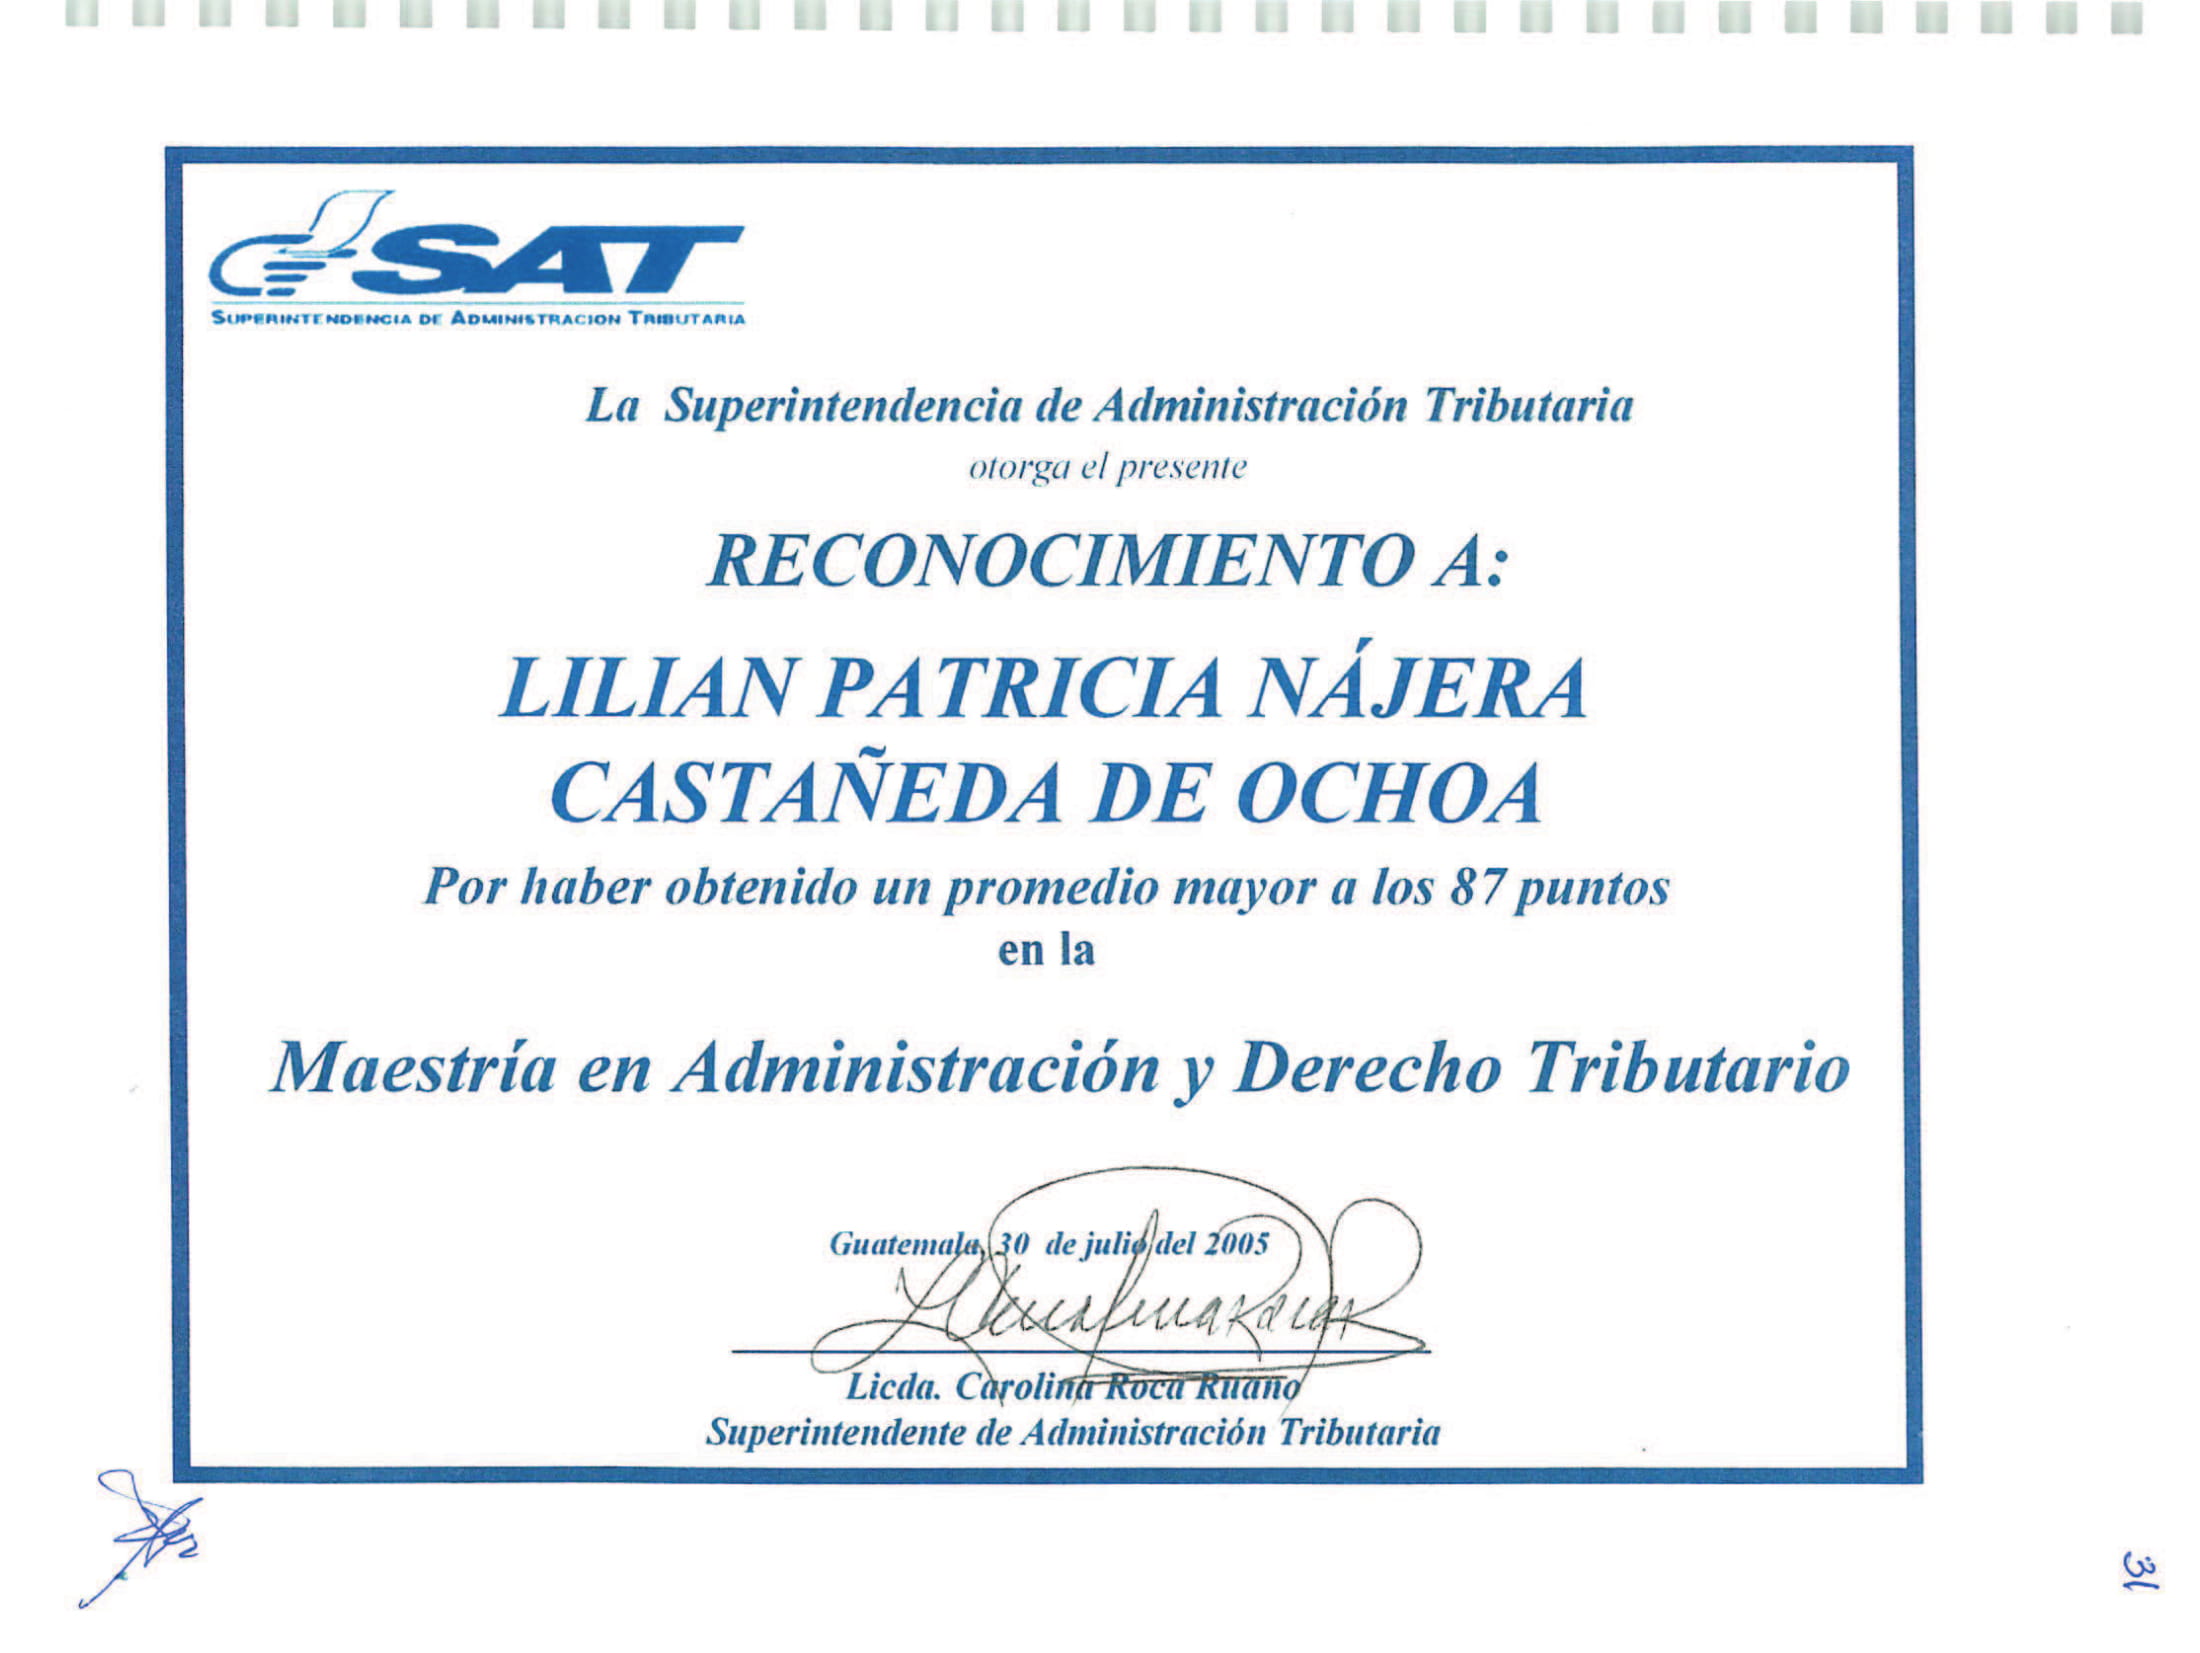 SAT
SUPERINTENDENCIA DE ADMINISTRACION TRIBUTARIA
La Superintendencia de Administración Tributaria
otorga el presente
RECONOCIMIENTO A:
LILIAN PATRICIA NÁJERA
CASTAÑEDA DE OCHOA
Por haber obtenido un promedio mayor a los 87 puntos
en la
Maestría en Administración y Derecho Tributario
Guatemala, 30 de julio del 2005
Licda. Carolina Roca Ruano
Superintendente de Administración Tributaria
31